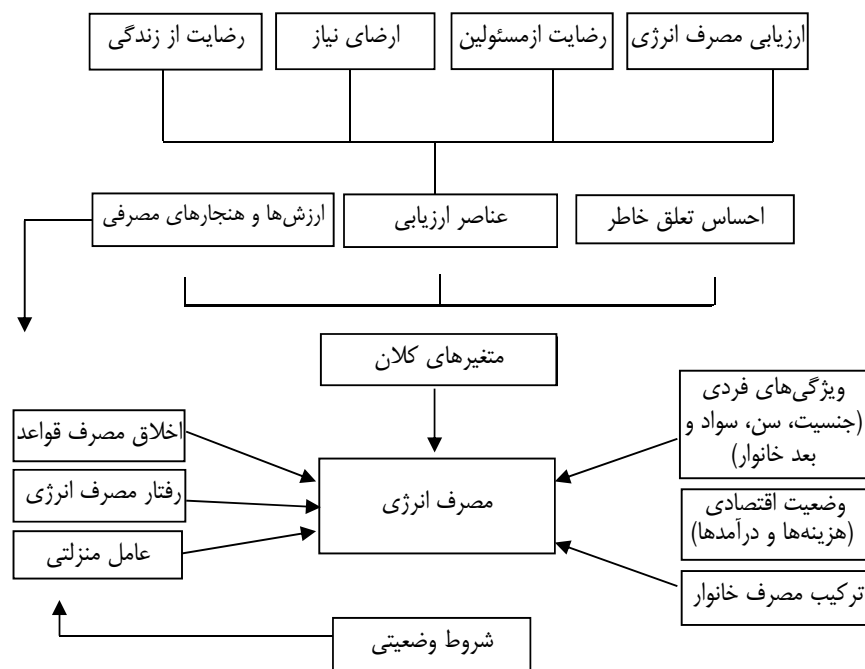 ارزیابی مصرف انرژی
رضایت ازمسئولین
ارضای نیاز
رضایت از زندگی
احساس تعلق خاطر
عناصر ارزیابی
ارزش‌ها و هنجارهای مصرفی
متغیرهای کلان
ویژگی‌های فردی
(جنسیت، سن، سواد و
بعد خانوار)
اخلاق مصرف قواعد
مصرف انرژی
رفتار مصرف انرژی
وضعیت اقتصادی
(هزینه‌ها و درآمدها)
عامل منزلتی
ترکیب مصرف خانوار
شروط وضعیتی